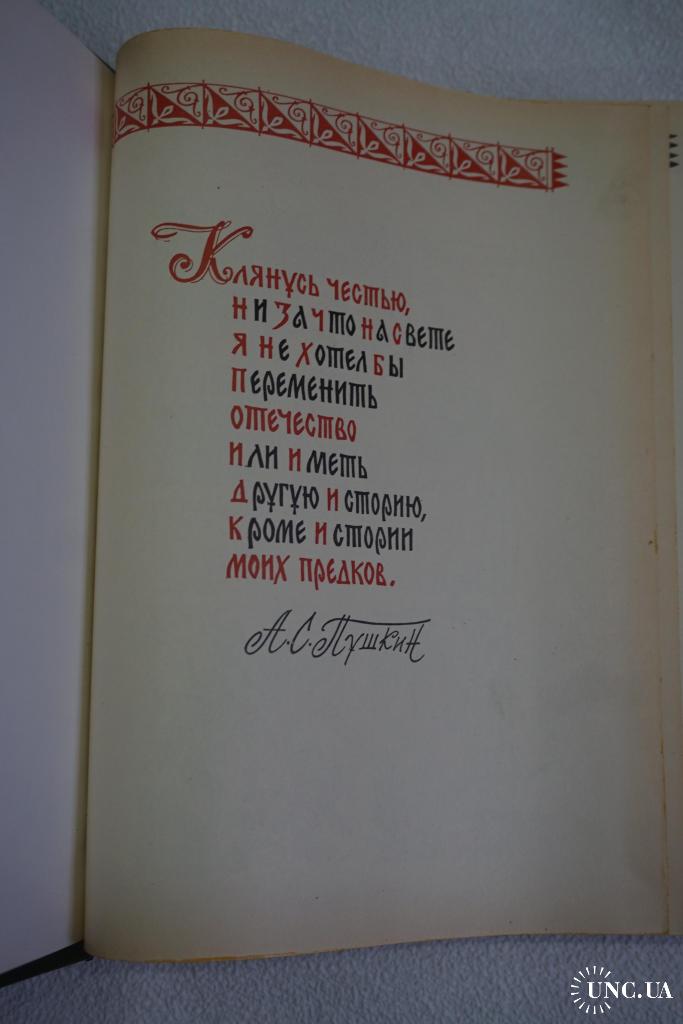 Клянусь честью,
ни за что на свете
я не хотел бы
переменить
отечество
или иметь
другую историю,
кроме истории
моих предков.
А.С.Пушкин
UNC.UA